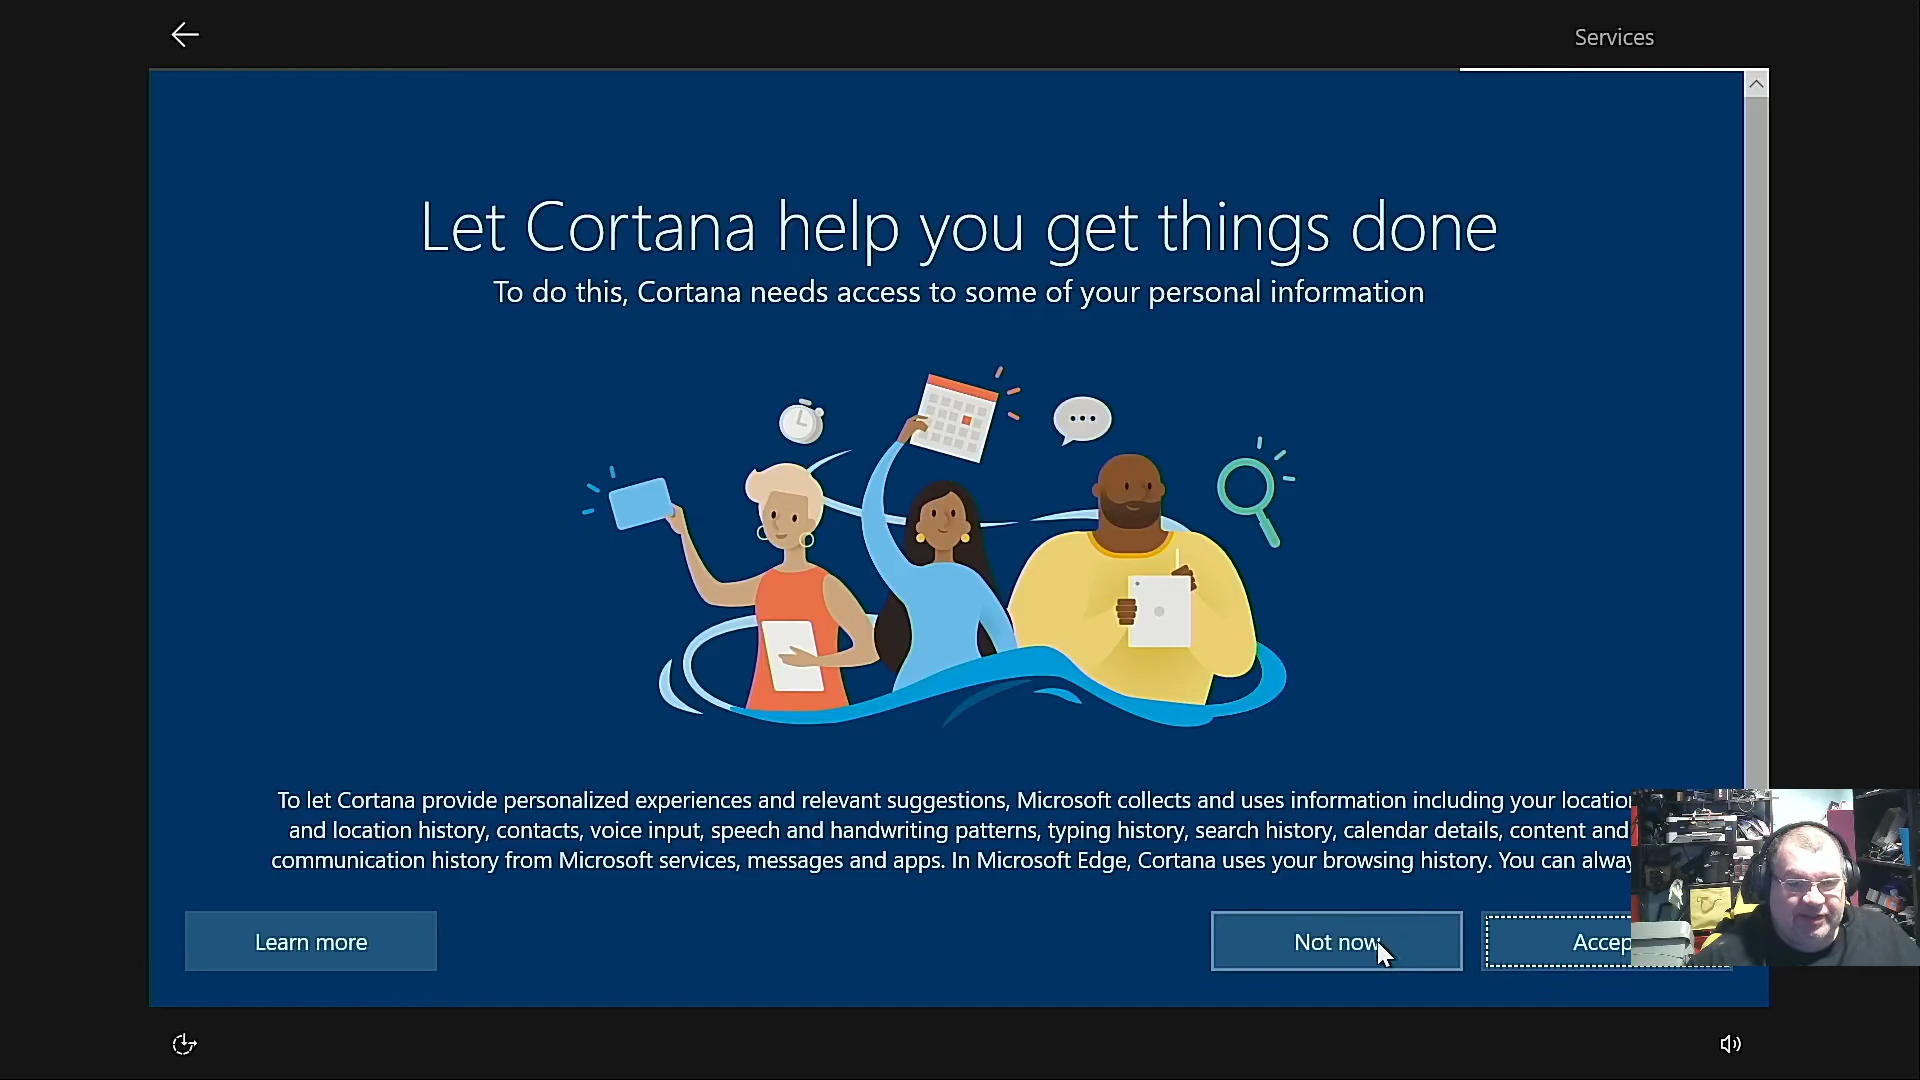 Services
Let Cortana help you get things done
To do this, Cortana needs access to some of your personal information
To let Cortana provide personalized experiences and relevant suggestions, Microsoft collects and uses information including your location
and location history, contacts, voice input, speech and handwriting patterns, typing history, search history, calendar details, content and
communication history from Microsoft services, messages and apps. In Microsoft Edge, Cortana uses your browsing history. You can
Learn more
Not now